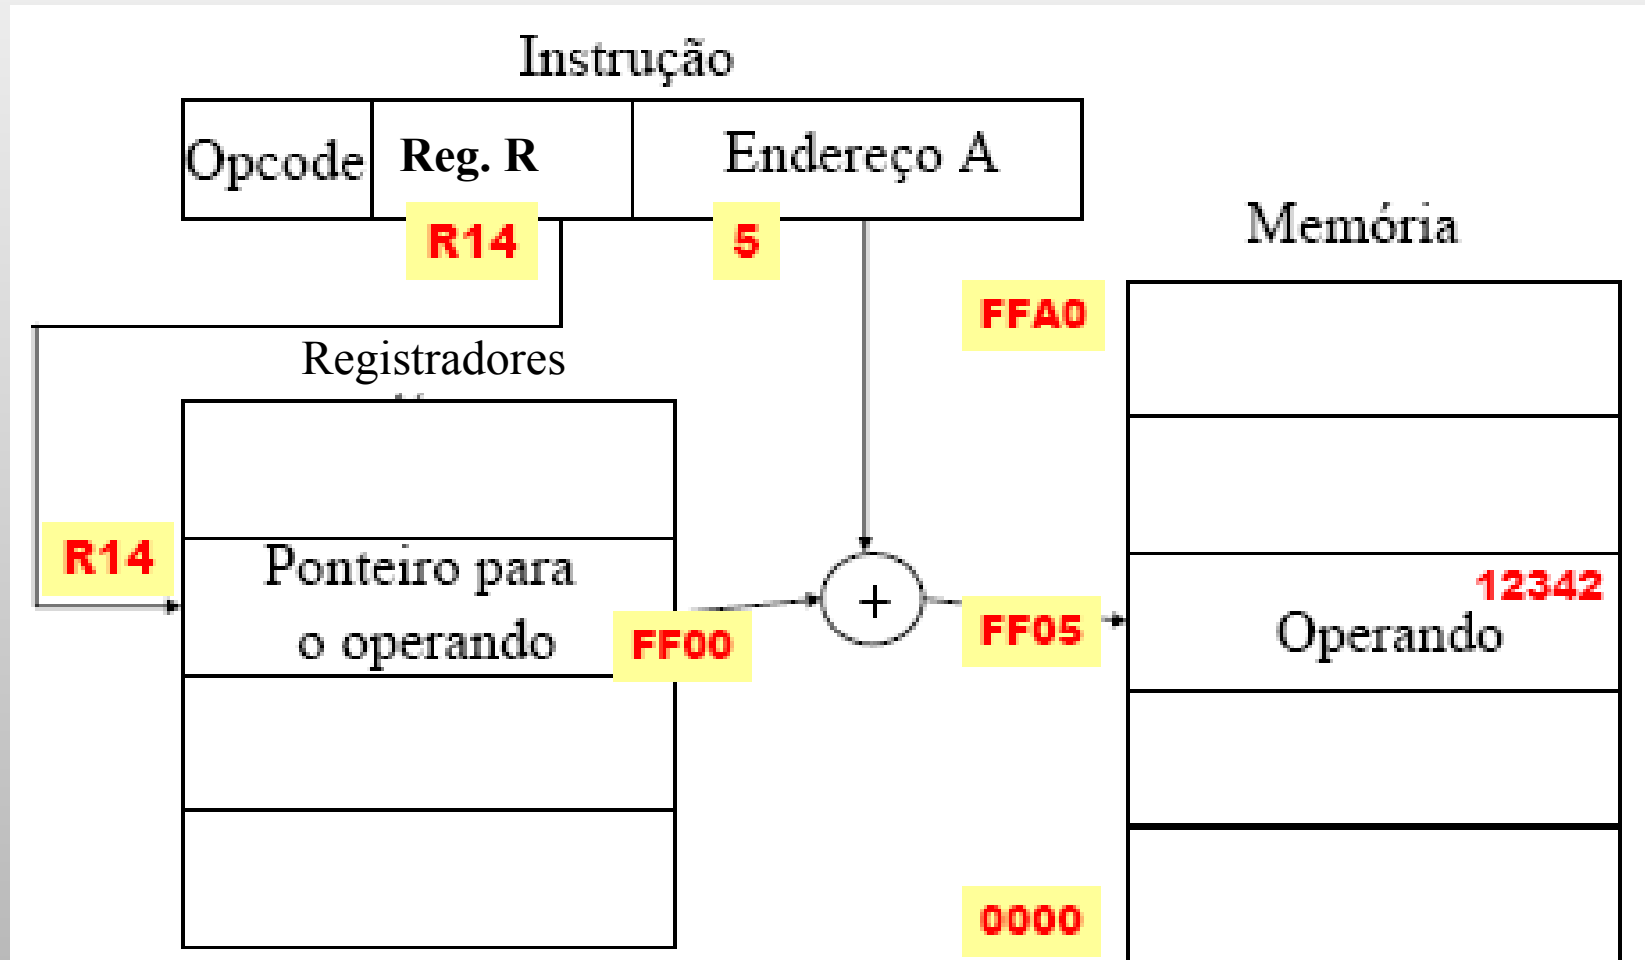 Instrução
Opcode Reg. R Endereço A
R14 5
Memória
FFA0
Registradores
R14
Ponteiro para
o operando
FF00
+
FF05
12342
Operando
0000